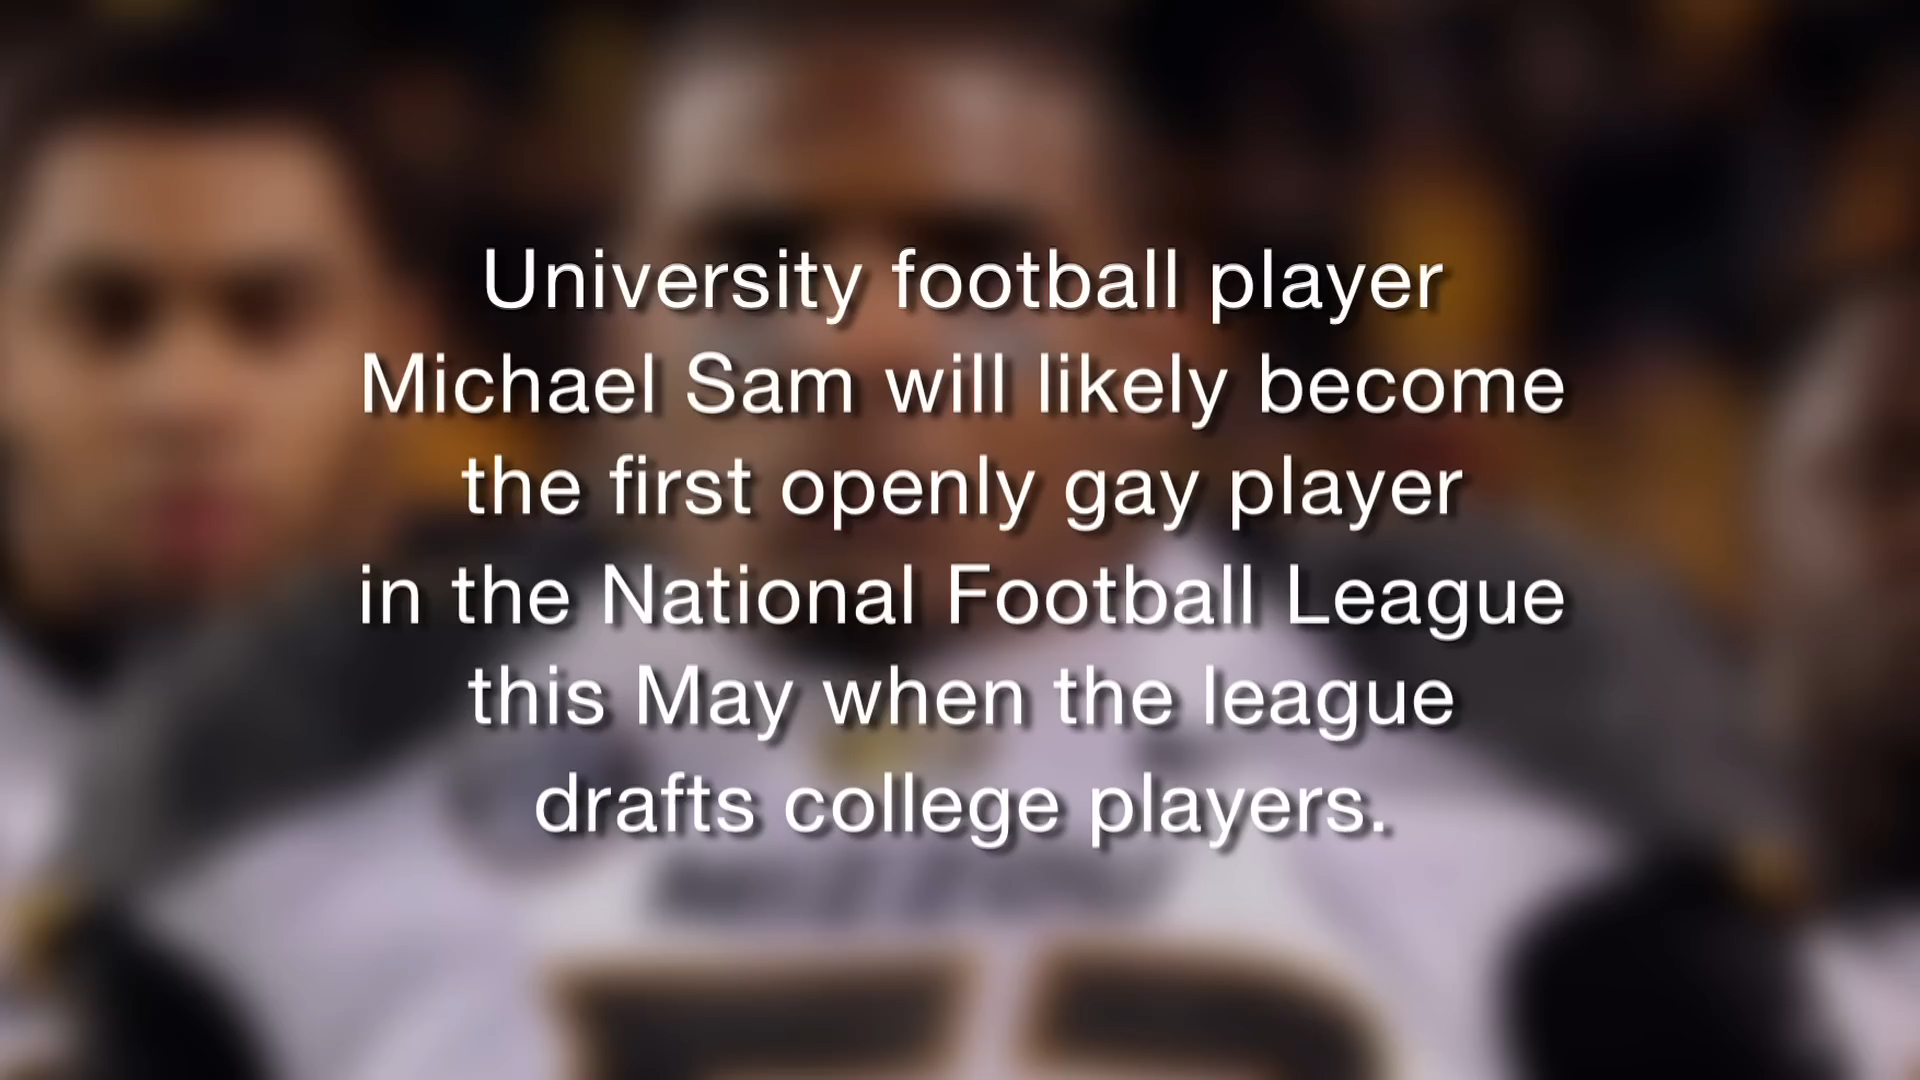 University football player
Michael Sam will likely become
the first openly gay player
in the National Football League
this May when the league
drafts college players.